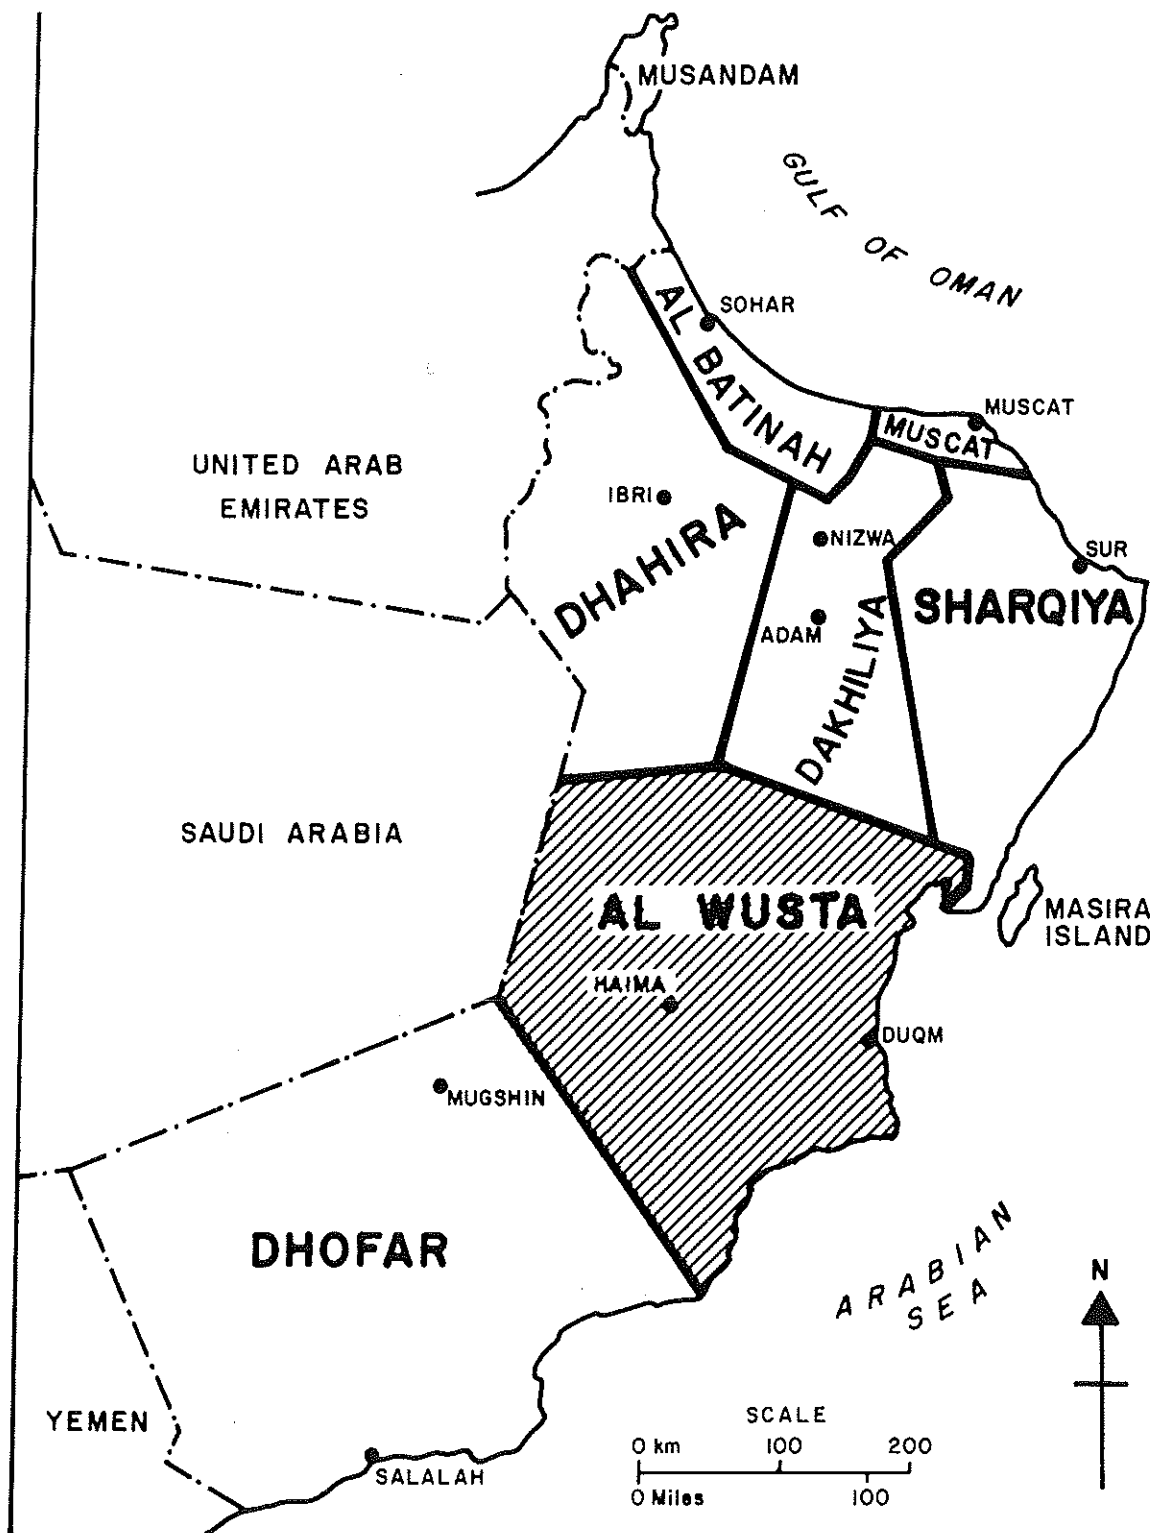 MUSANDAM
GULF OF OMAN
AL BATINAH
SOHAR
MUSCAT
MUSCAT
UNITED ARAB
EMIRATES
IBRI
DHAHIRA
NIZWA
SUR
ADAM
DAKHILIYA
SHARQIYA
SAUDI ARABIA
AL WUSTA
MASIRA
ISLAND
HAIMA
DUQM
MUGSHIN
DHOFAR
ARABIAN
SEA
N
YEMEN
SALALAH
SCALE
0 km 100 200
0 Miles 100